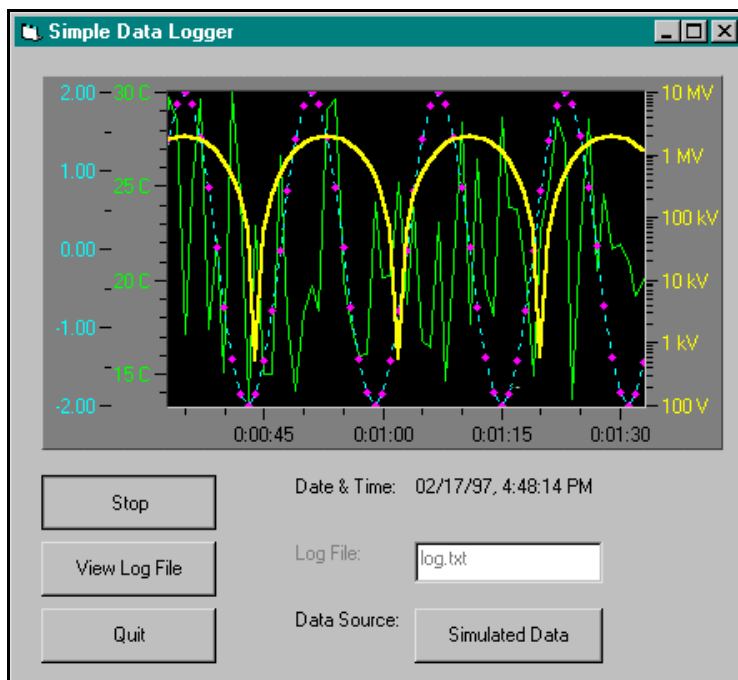 Simple Data Logger
2.00 30 C 10 MV
1 MV
1.00 25 C
100 kV
0.00
20 C 10 kV
-1.00
1 kV
15 C
-2.00 100 V
0:00:45 0:01:00 0:01:15 0:01:30
Stop Date & Time: 02/17/97, 4:48:14 PM
View Log File Log File: log.txt
Quit Data Source: Simulated Data